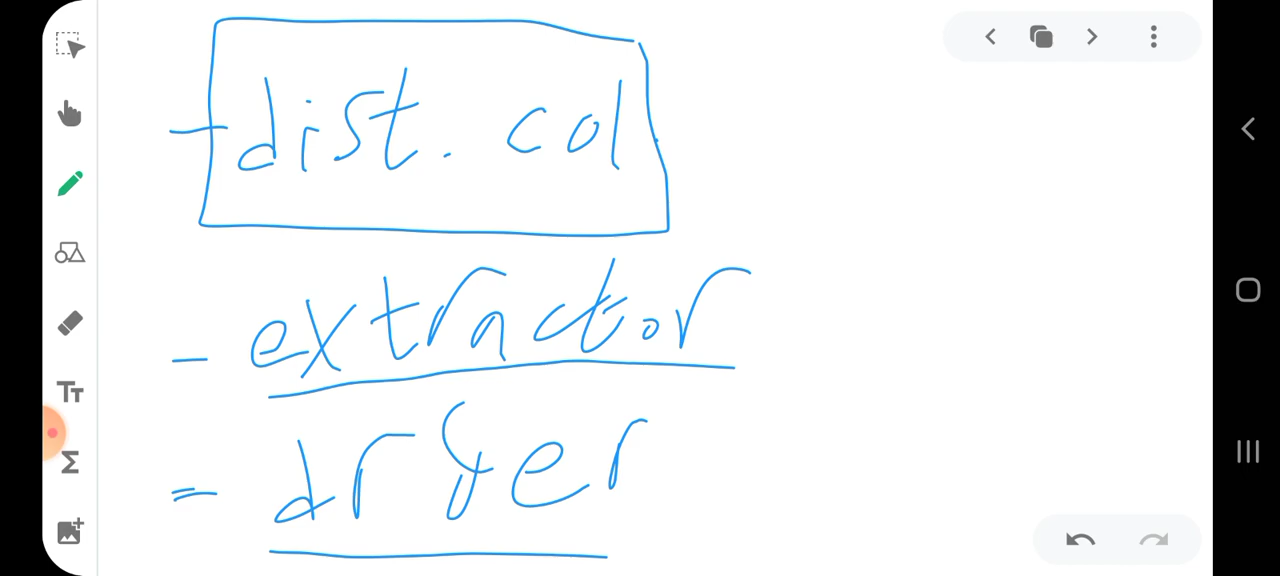 - dist. col
- extractor
= dryer